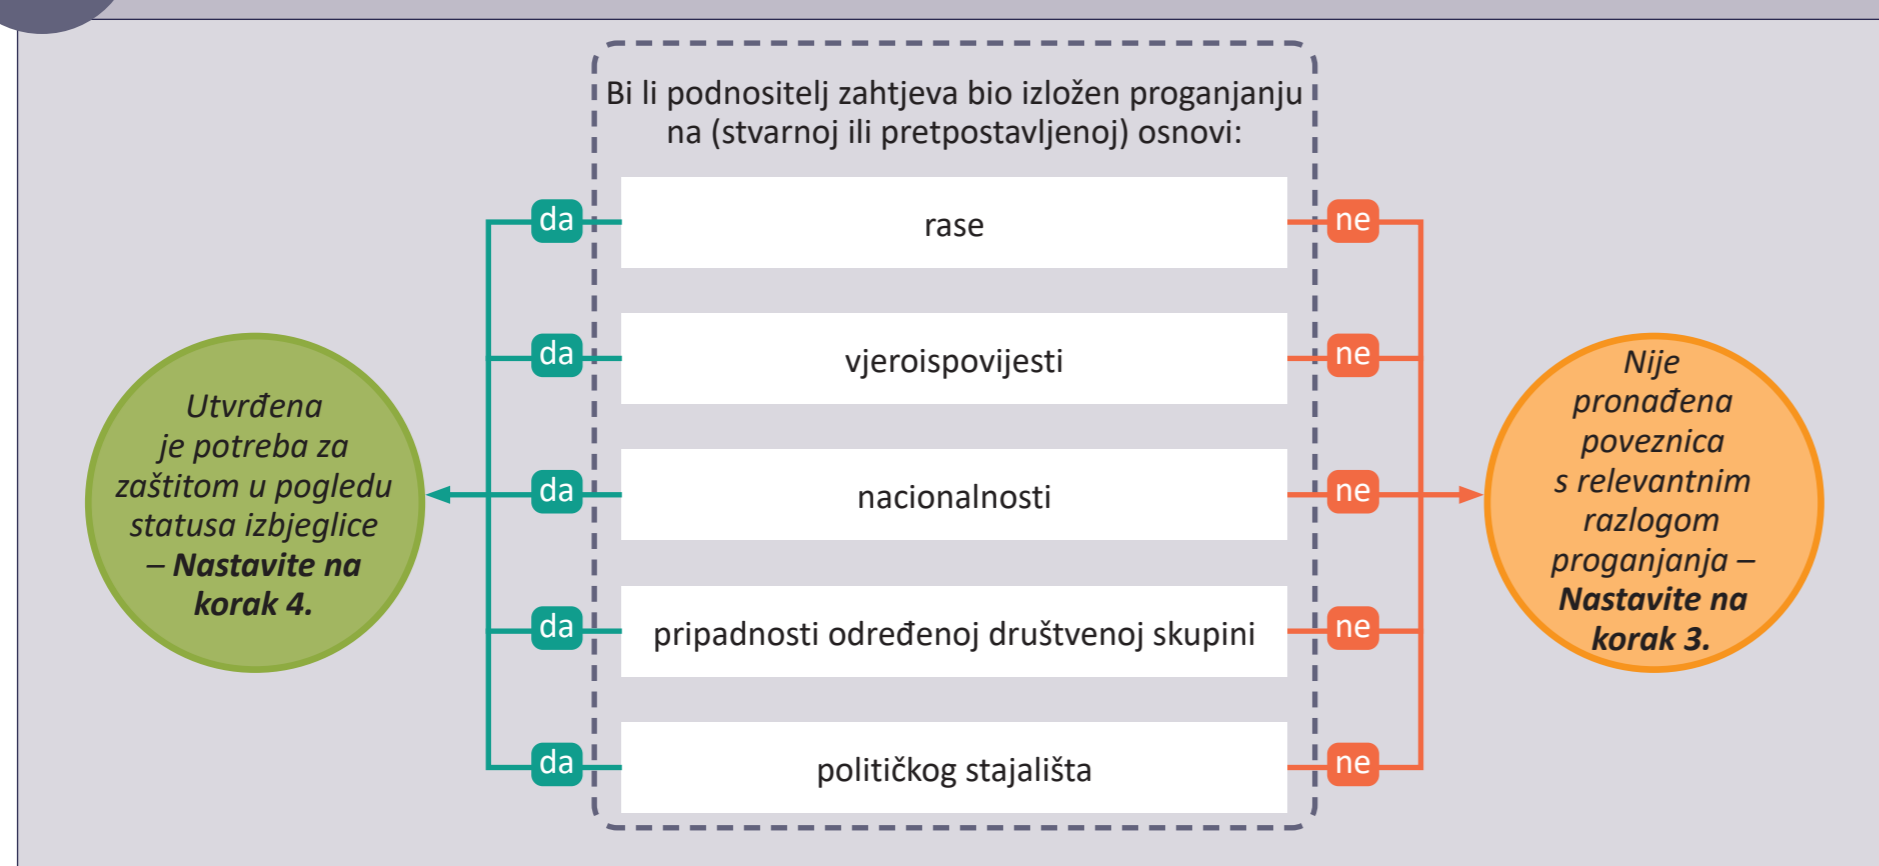 Bi li podnositelj zahtjeva bio izložen proganjanju
na (stvarnoj ili pretpostavljenoj) osnovi:
da
rase
ne
da
vjeroispovijesti
ne
da
nacionalnosti
ne
da
pripadnosti određenoj društvenoj skupini
ne
da
političkog stajališta
ne
Utvrđena
je potreba za
zaštitom u pogledu
statusa izbjeglice
– Nastavite na
korak 4.
Nije
pronađena
poveznica
s relevantnim
razlogom
proganjanja –
Nastavite na
korak 3.